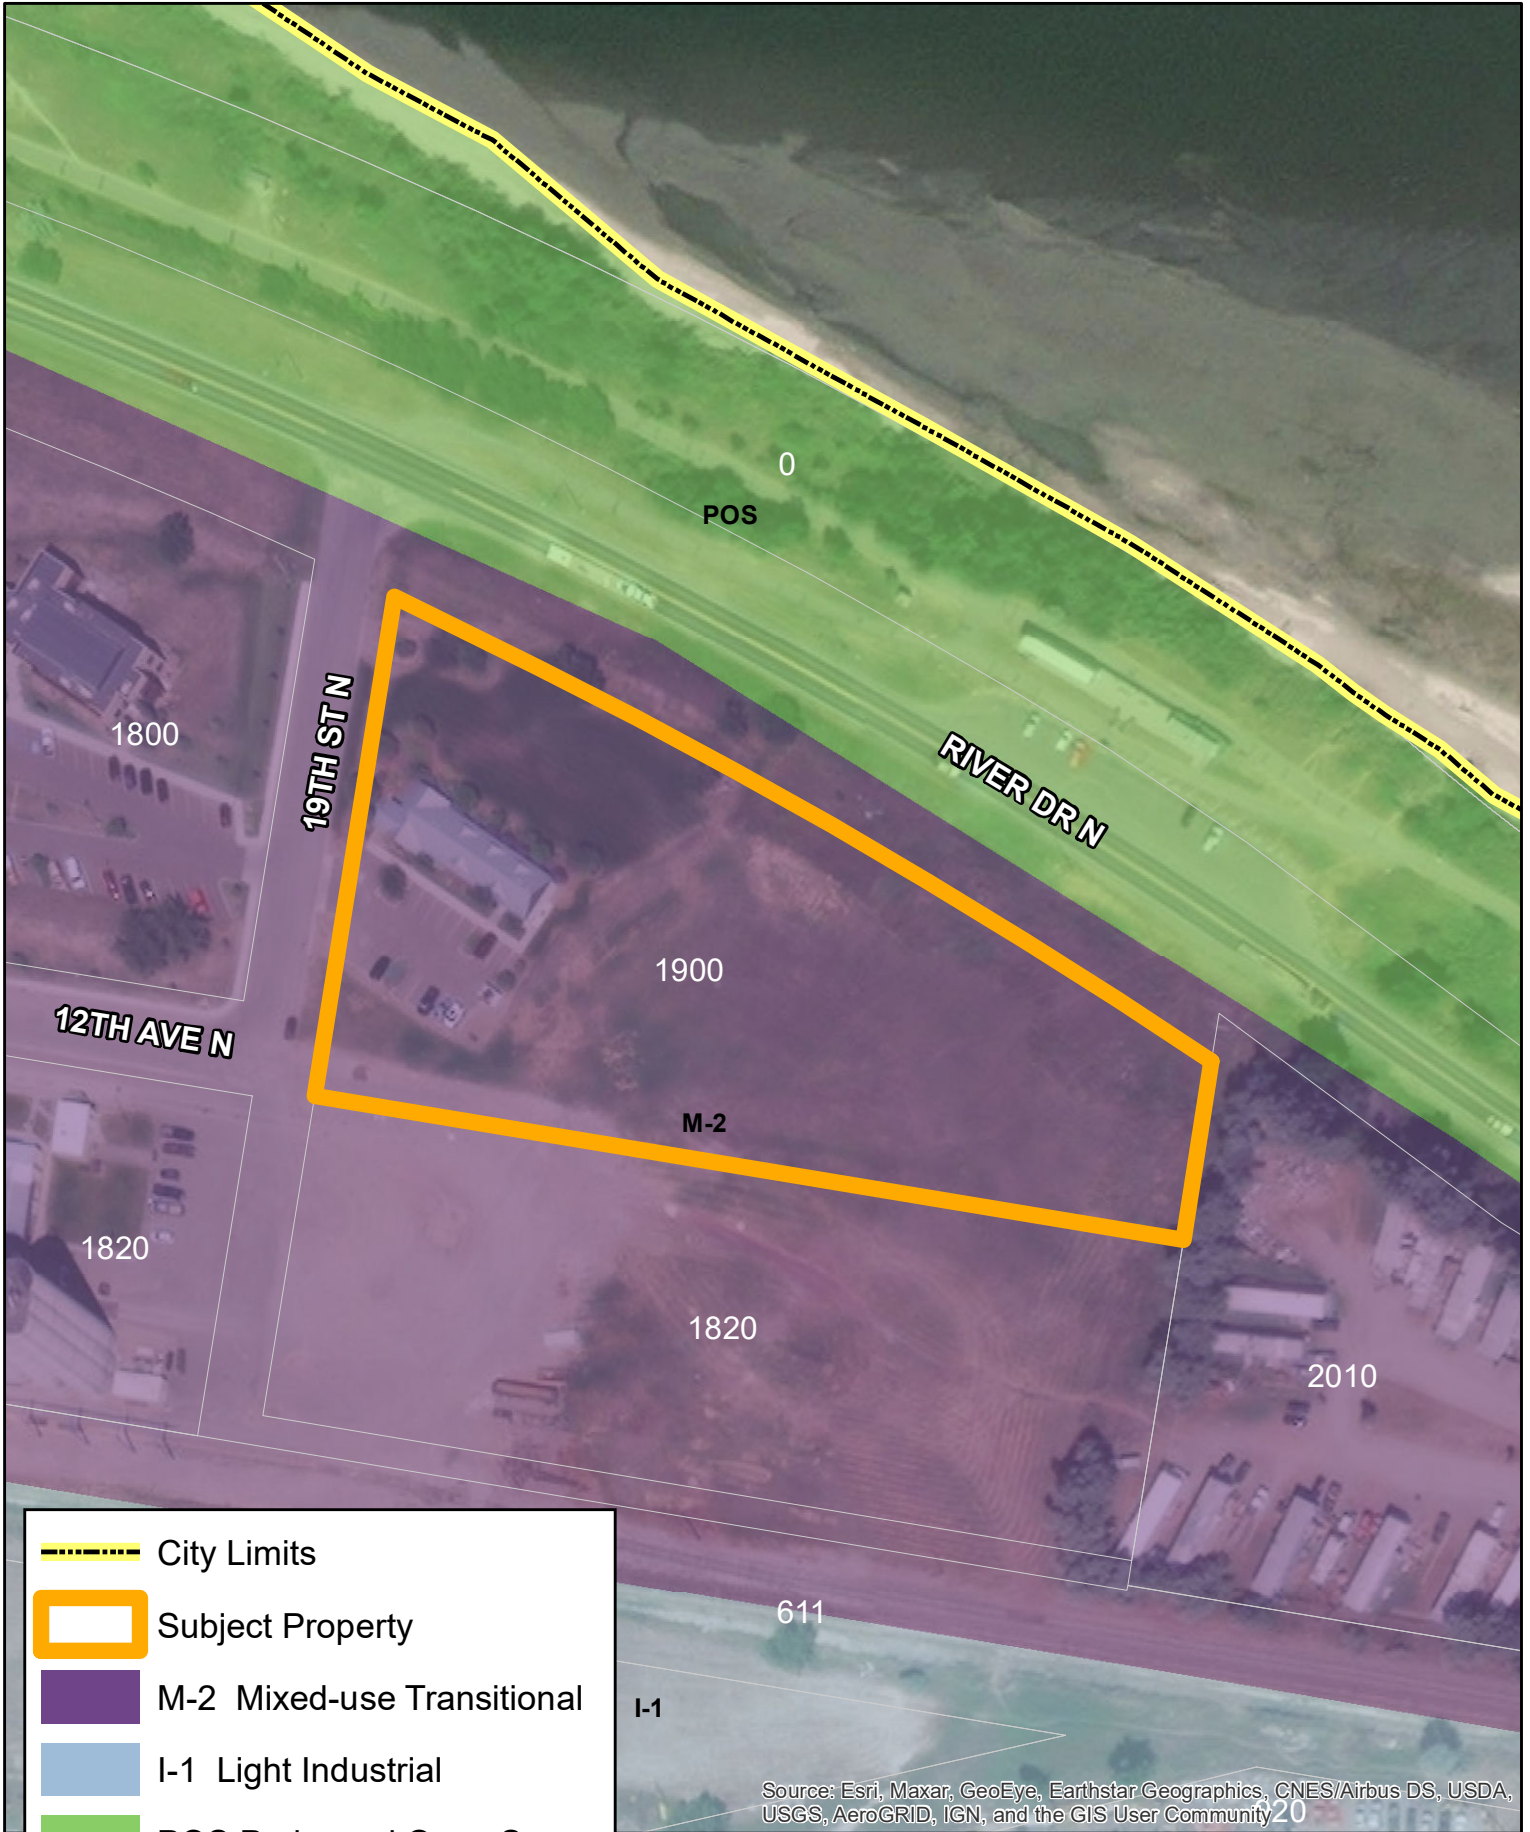 0
POS
19TH ST N
1800
RIVER DR N
1900
12TH AVE N
M-2
1820
1820
2010
611
I-1
City Limits
Subject Property
M-2 Mixed-use Transitional
I-1 Light Industrial
Source: Esri, Maxar, GeoEye, Earthstar Geographics, CNES/Airbus DS, USDA,
USGS, AeroGRID, IGN, and the GIS User Community